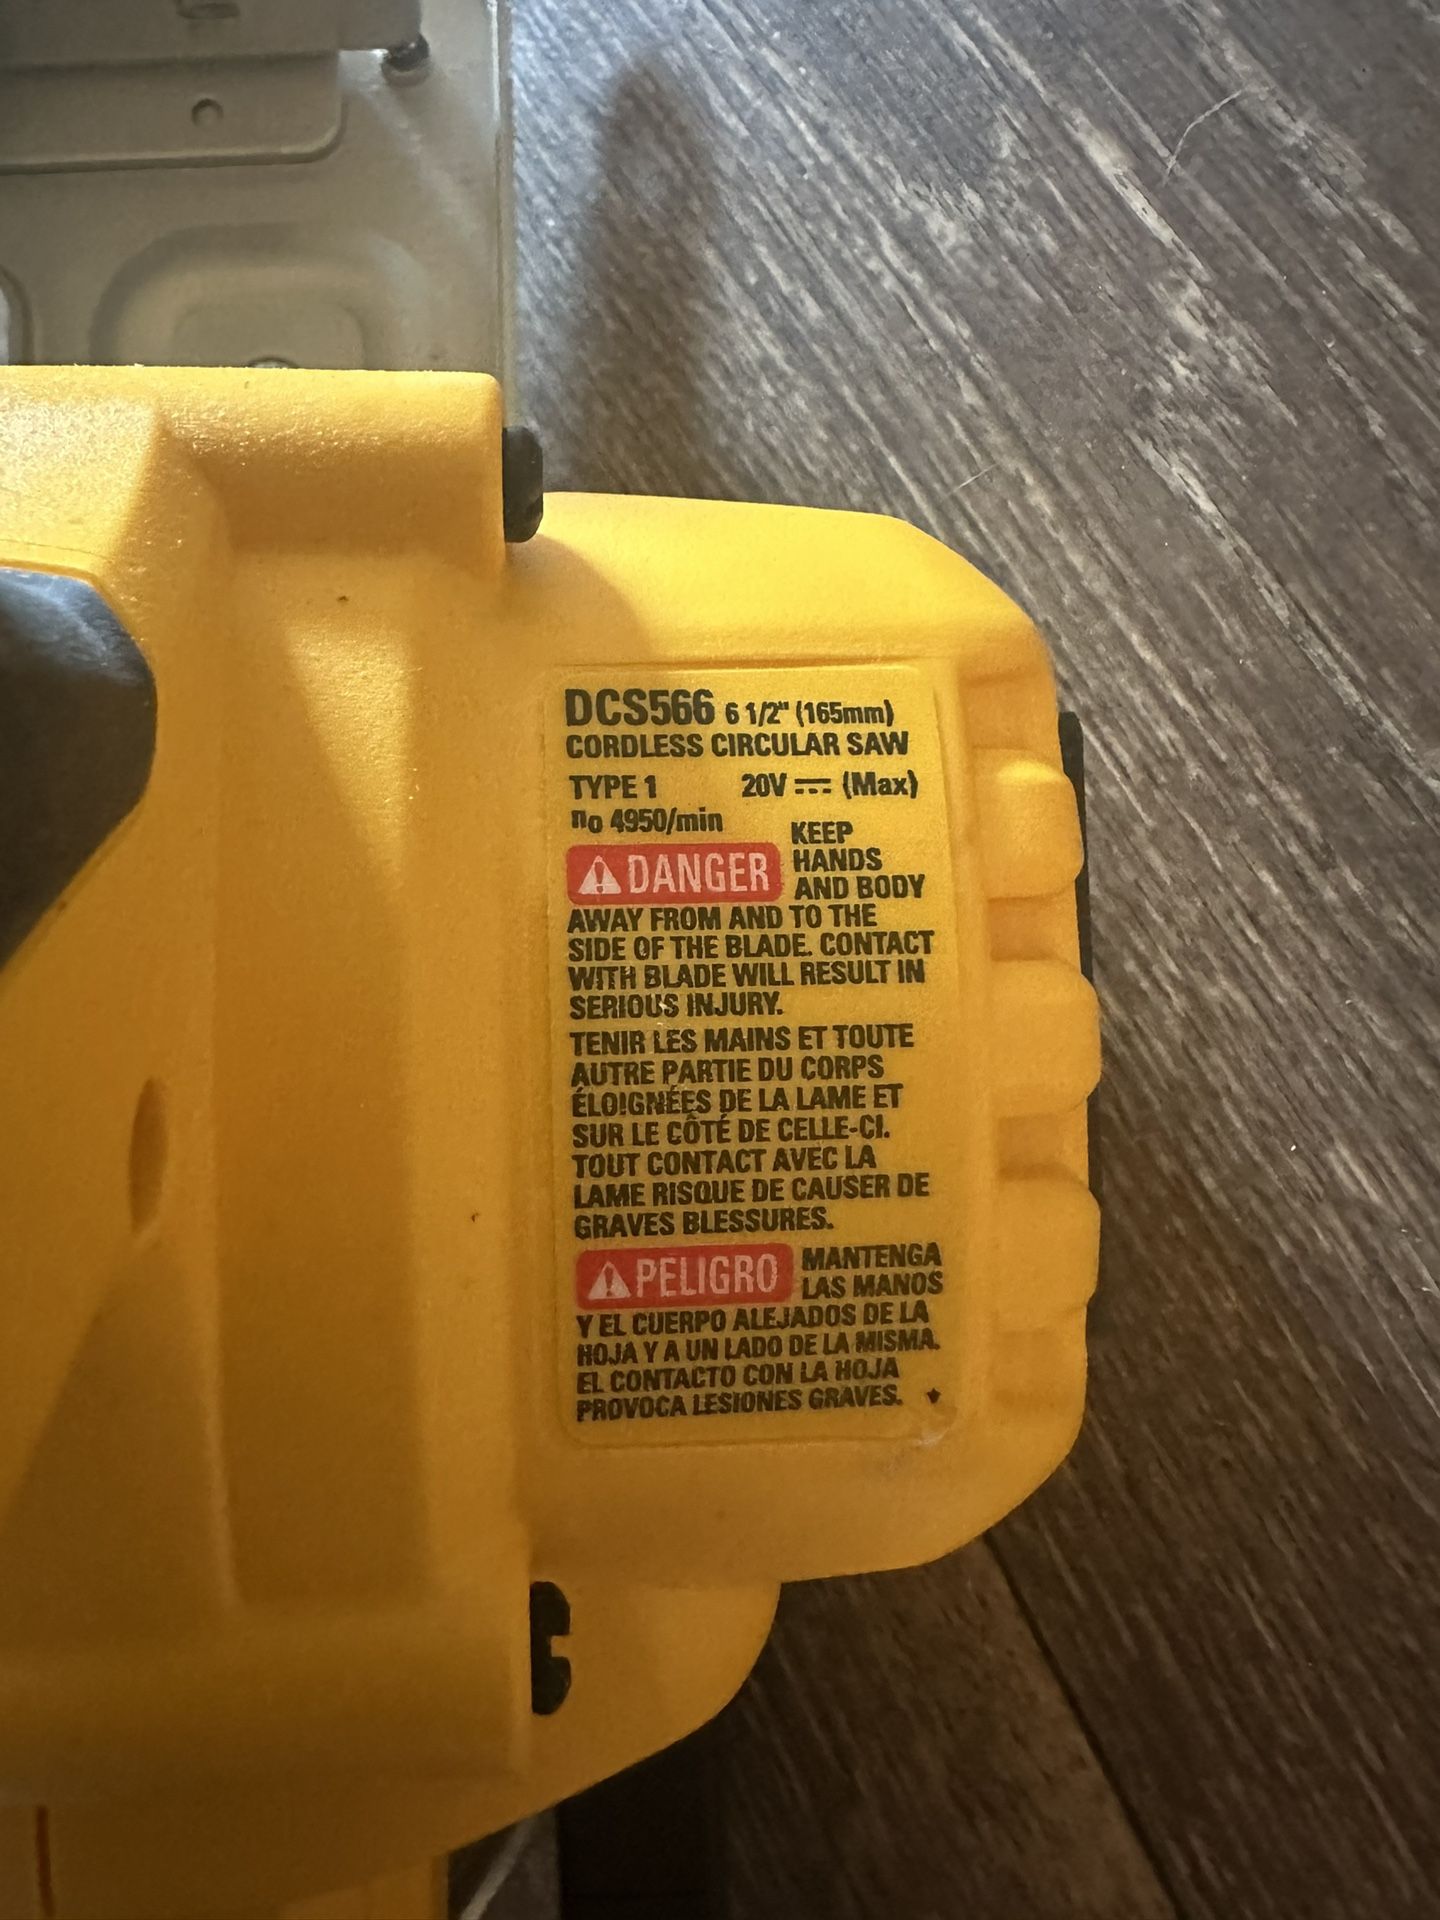 DCS566 6 1/2" (165mm)
CORDLESS CIRCULAR SAW
TYPE 1 20V ⎓ (Max)
no 4950/min
⚠ DANGER KEEP
HANDS
AND BODY
AWAY FROM AND TO THE
SIDE OF THE BLADE. CONTACT
WITH BLADE WILL RESULT IN
SERIOUS INJURY.
TENIR LES MAINS ET TOUTE
AUTRE PARTIE DU CORPS
ÉLOIGNÉES DE LA LAME ET
SUR LE CÔTÉ DE CELLE-CI.
TOUT CONTACT AVEC LA
LAME RISQUE DE CAUSER DE
GRAVES BLESSURES.
⚠ PELIGRO MANTENGA
LAS MANOS
Y EL CUERPO ALEJADOS DE LA
HOJA Y A UN LADO DE LA MISMA.
EL CONTACTO CON LA HOJA
PROVOCA LESIONES GRAVES.